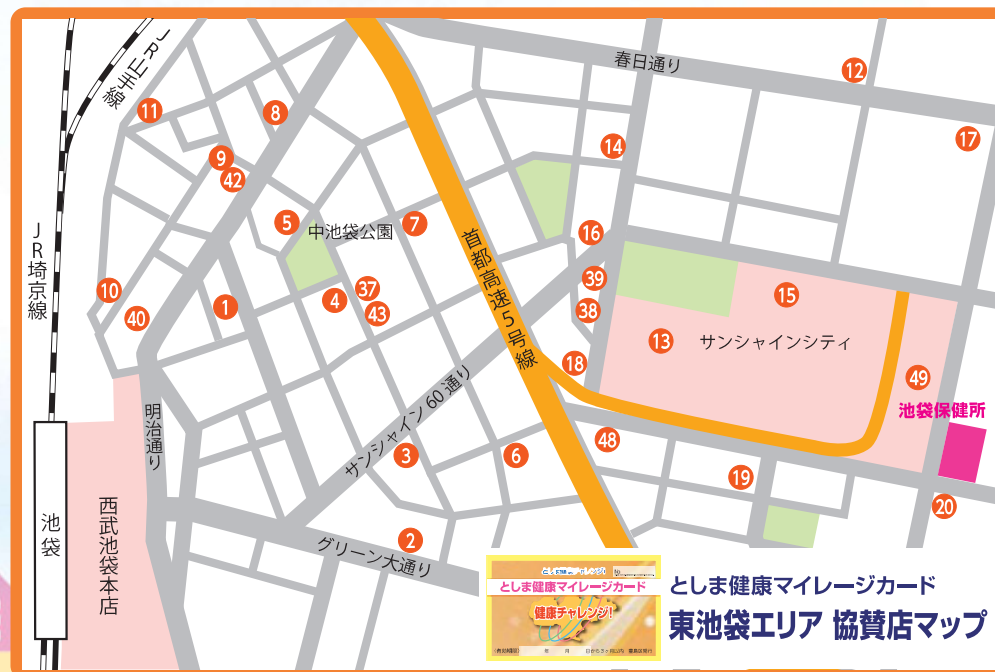 JR山手線
春日通り
12
11
8
17
14
9
42
5
中池袋公園
7
16
JR埼京線
首都高速5号線
10
40
1
4
37
43
39
38
15
13
サンシャインシティ
18
49
池袋保健所
明治通り
サンシャイン60通り
3
6
48
19
20
池袋
西武池袋本店
グリーン大通り
2
としま健康マイレージカード
健康チャレンジ!
としま健康マイレージカード
東池袋エリア 協賛店マップ